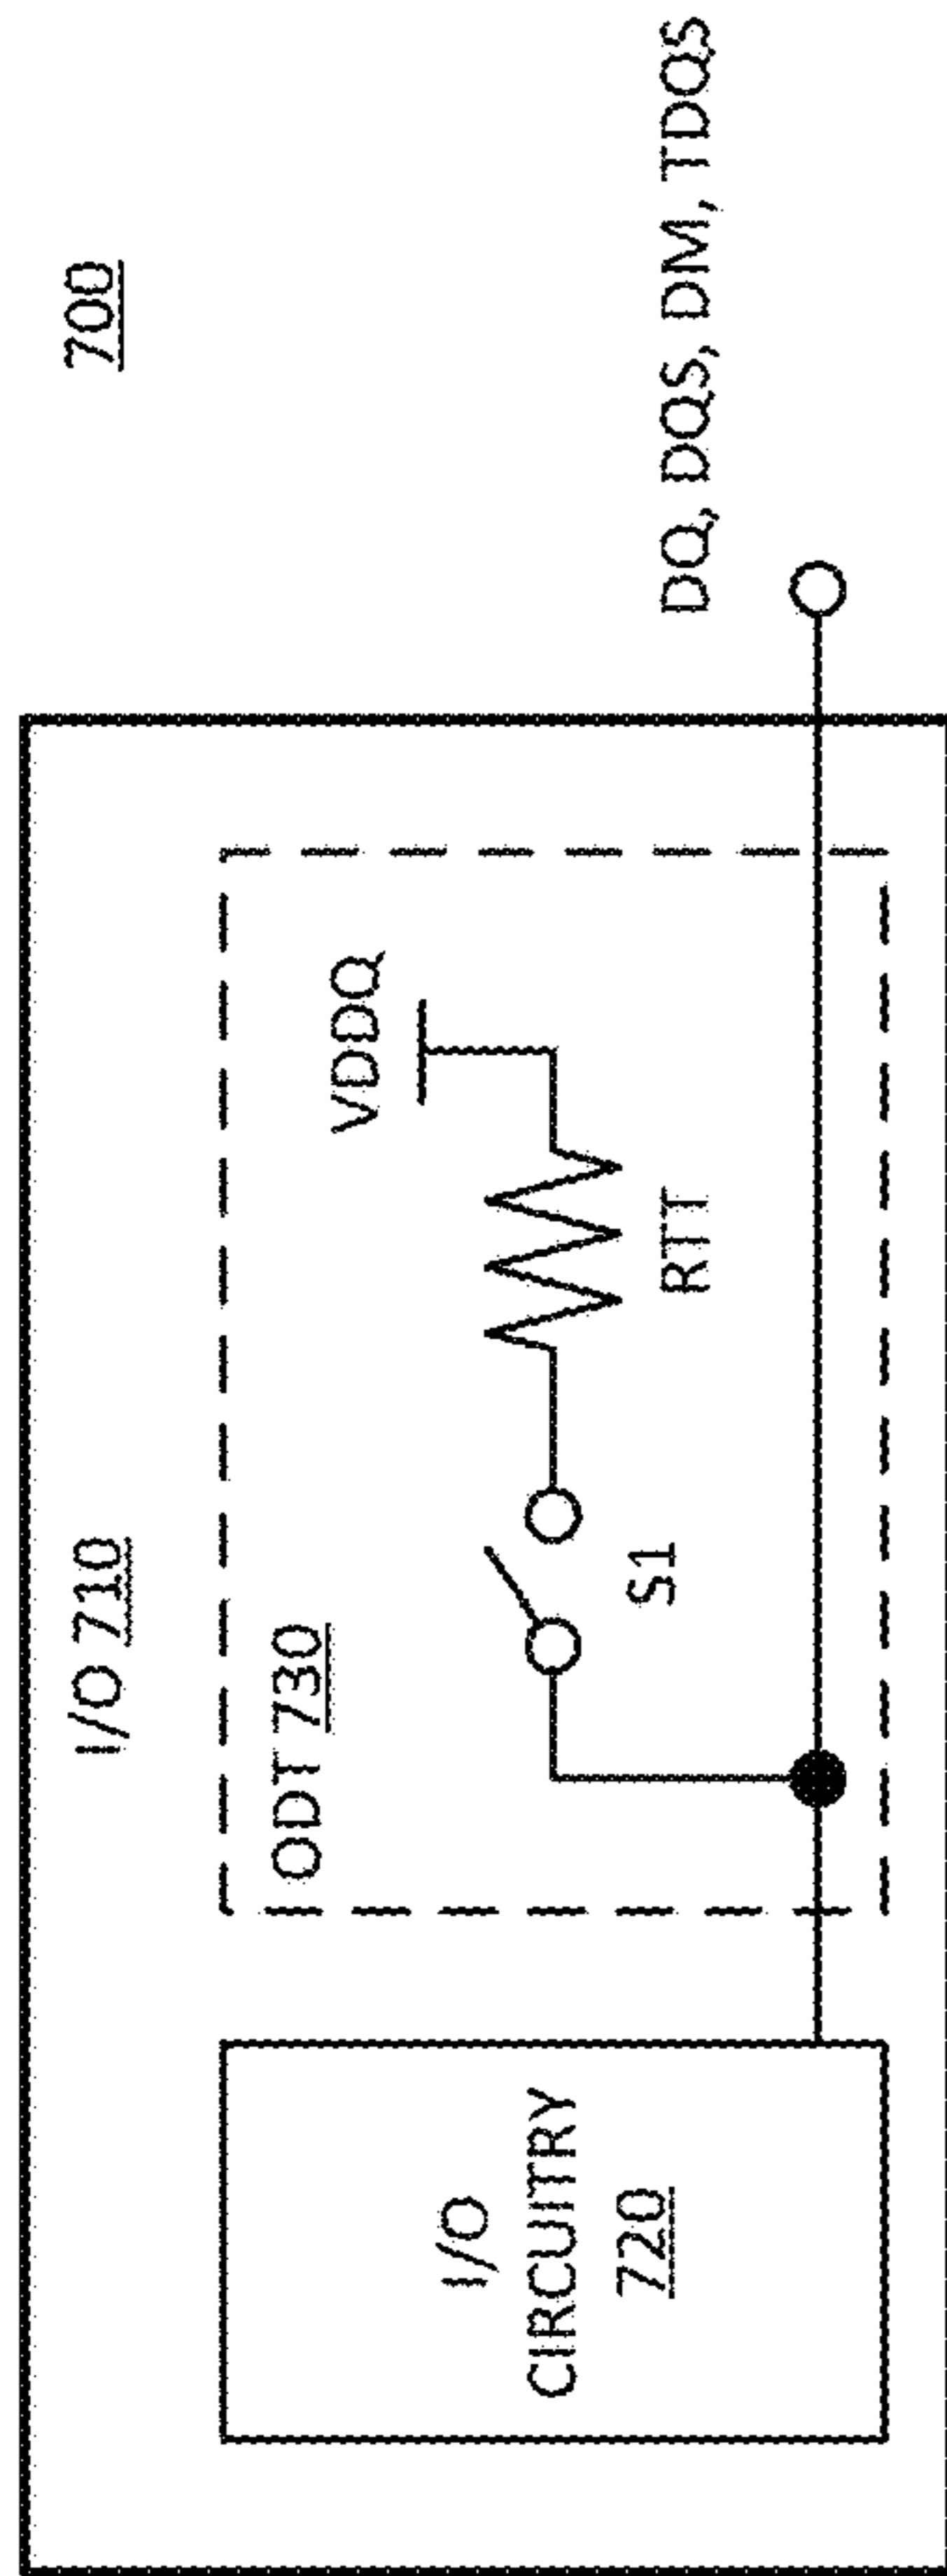 700
I/O 710
ODT 730
VDDQ
RTT
S1
I/O
CIRCUITRY
720
DQ, DQS, DM, TDQS